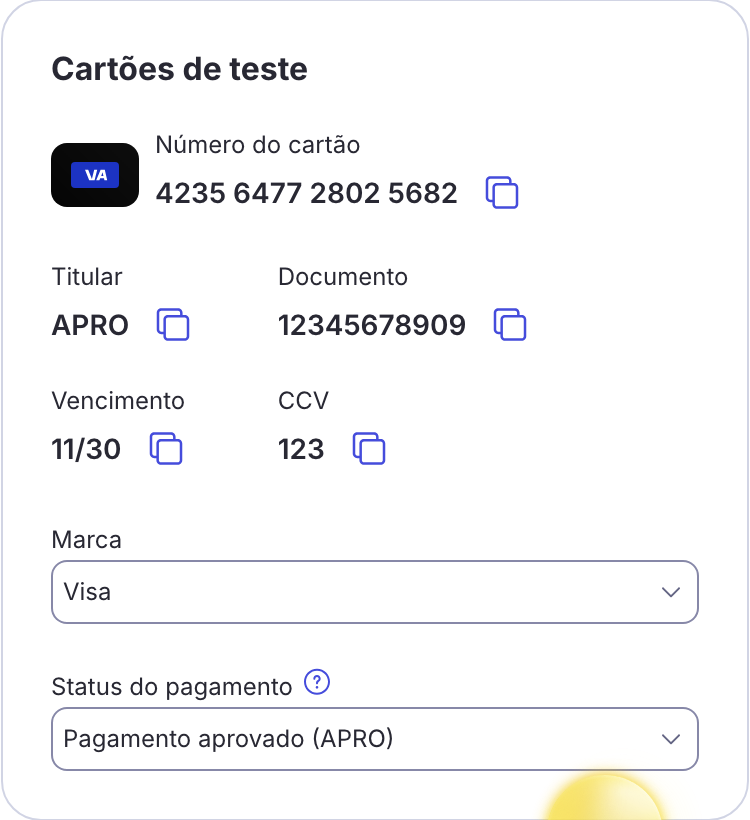 Cartões de teste
Número do cartão
VA
4235 6477 2802 5682
Titular Documento
APRO 12345678909
Vencimento CCV
11/30 123
Marca
Visa
Status do pagamento ?
Pagamento aprovado (APRO)